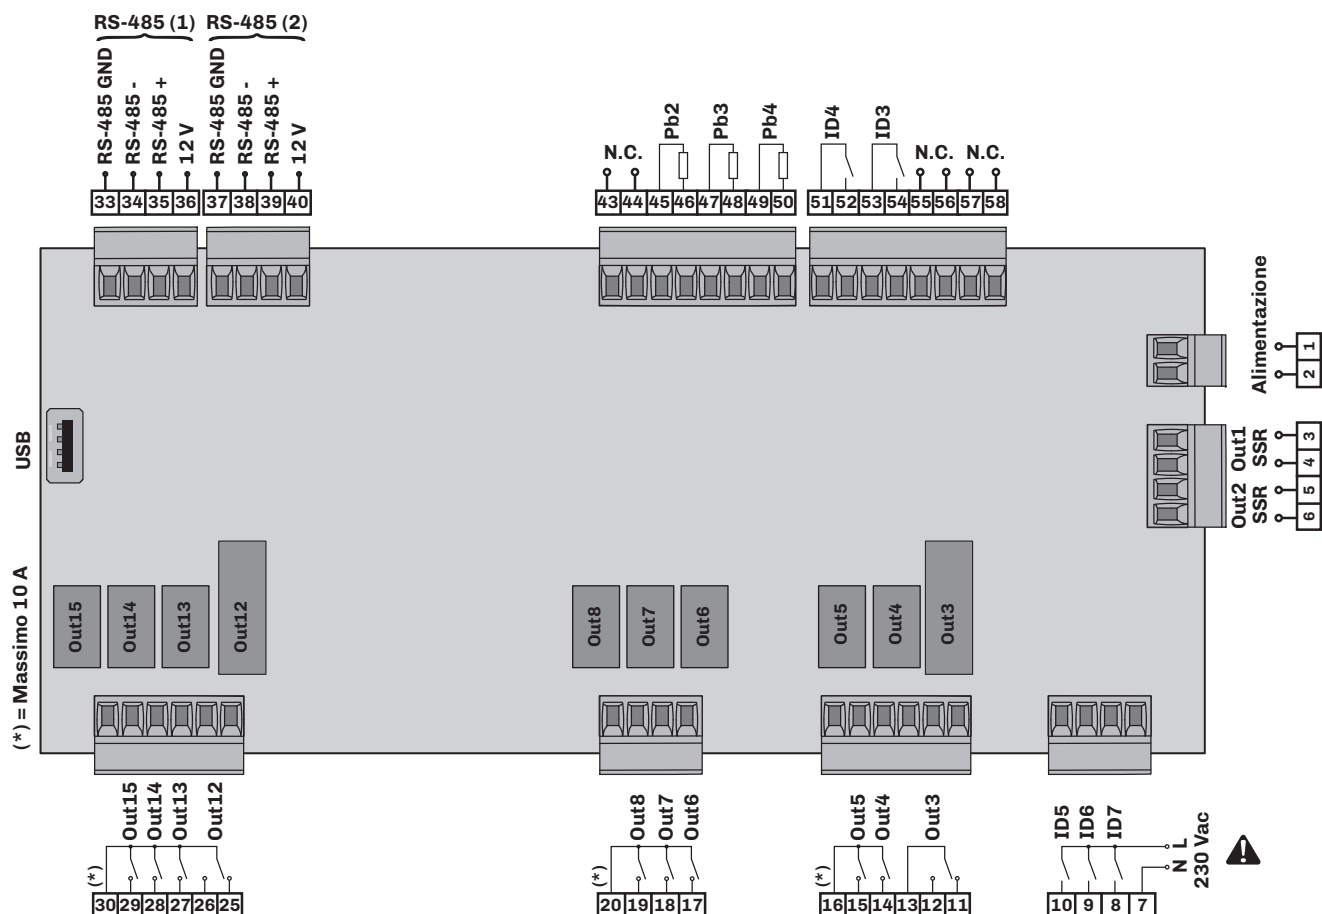 RS-485 (1) RS-485 (2)
RS-485 GND
RS-485 -
RS-485 +
12 V
RS-485 GND
RS-485 -
RS-485 +
12 V
33 34 35 36 37 38 39 40
N.C.
Pb2
Pb3
Pb4
43 44 45 46 47 48 49 50
ID4
ID3
N.C. N.C.
51 52 53 54 55 56 57 58
Alimentazione
1
2
Out1
SSR
3
4
Out2
SSR
5
6
USB
(*) = Massimo 10 A
Out15
Out14
Out13
Out12
Out8
Out7
Out6
Out5
Out4
Out3
(*)
Out15
Out14
Out13
Out12
30 29 28 27 26 25
(*)
Out8
Out7
Out6
20 19 18 17
(*)
Out5
Out4
Out3
16 15 14 13 12 11
ID5
ID6
ID7
N L
230 Vac
10 9 8 7